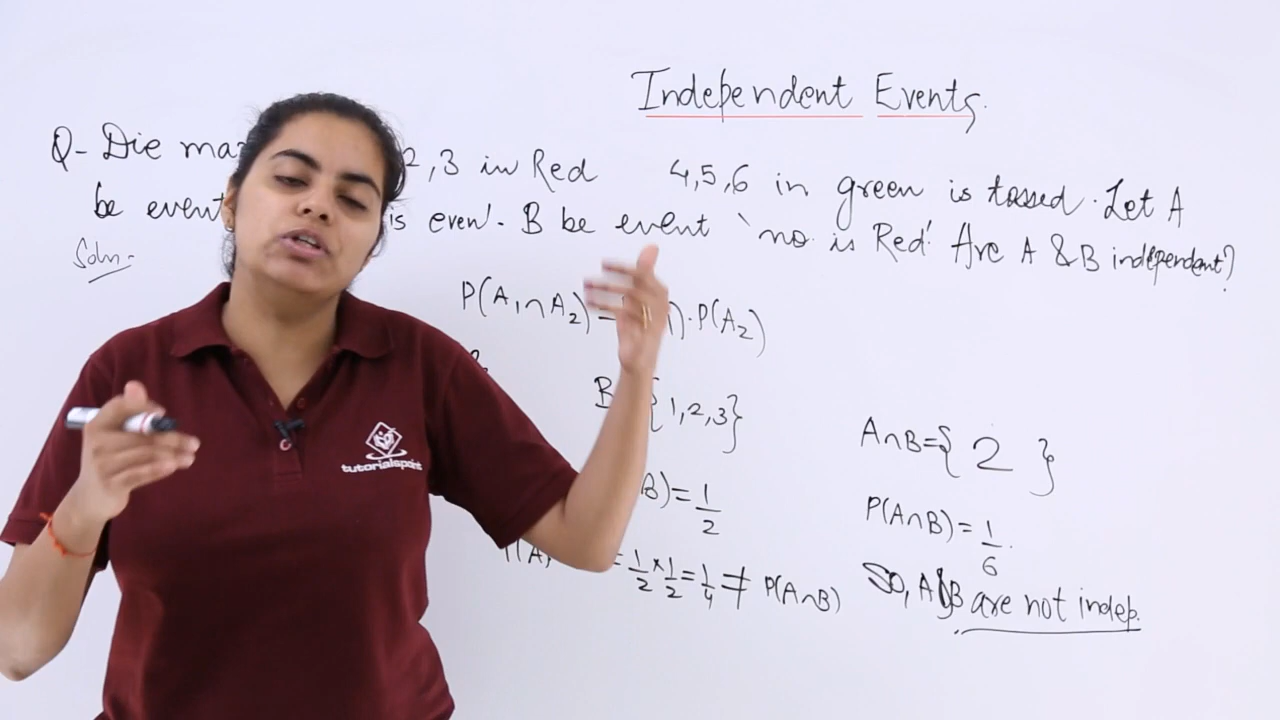 Independent Events.
Q- Die ma 2,3 in Red 4,5,6 in green is tossed. Let A
be event is even'. B be event 'no. is Red'. Are A & B independent?
Soln.-
P(A₁∩A₂) = ).P(A₂)
B {1,2,3}
A∩B={ 2 }
B)=1/2
P(A∩B)=1/6.
P(A, =1/2×1/2=1/4≠P(A∩B)
So, A & B are not indep.
tutorialspoint